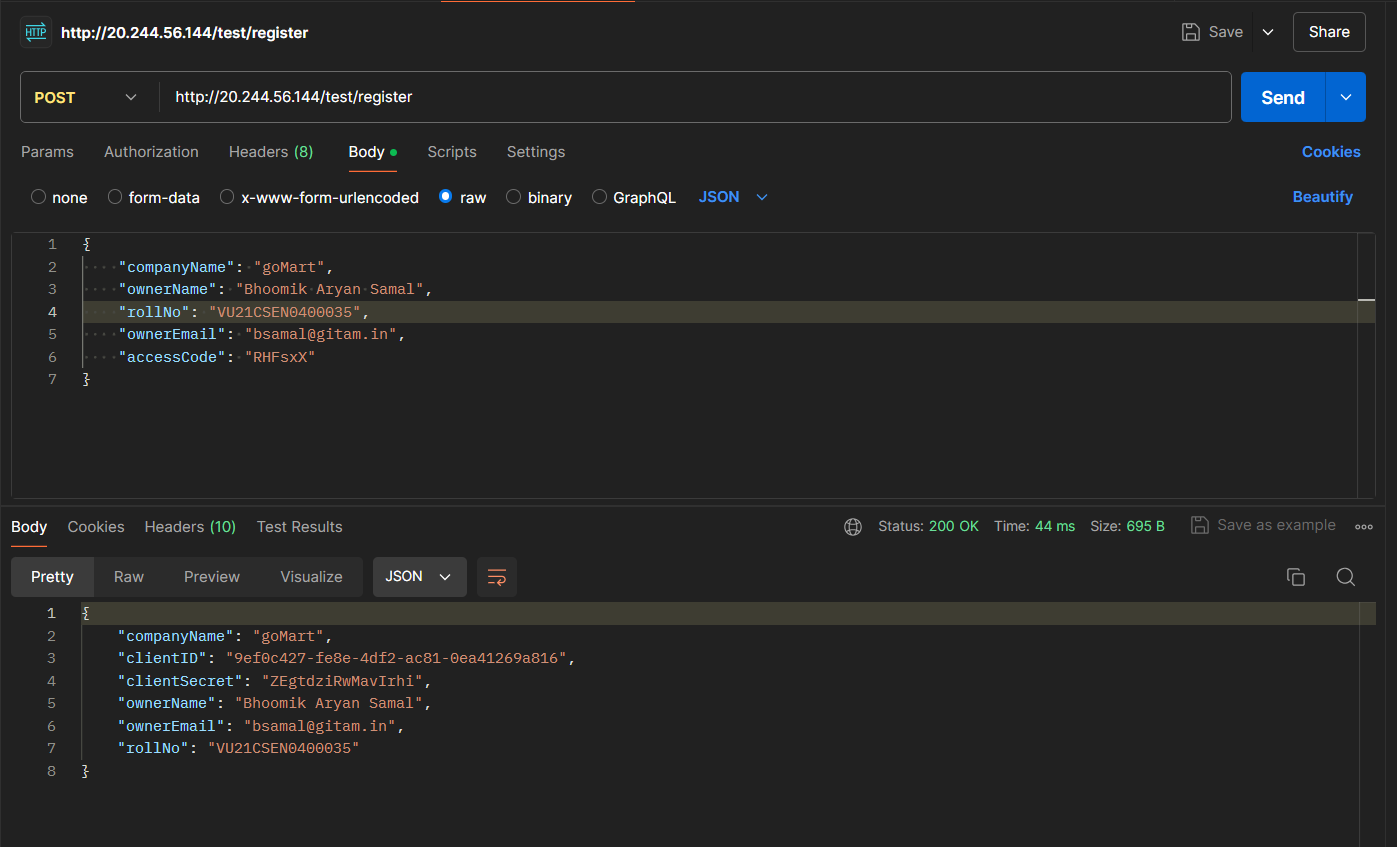 HTTP http://20.244.56.144/test/register Save Share
POST http://20.244.56.144/test/register Send
Params Authorization Headers (8) Body Scripts Settings Cookies
none form-data x-www-form-urlencoded raw binary GraphQL JSON Beautify
1 {
2 "companyName": "goMart",
3 "ownerName": "Bhoomik Aryan Samal",
4 "rollNo": "VU21CSEN0400035",
5 "ownerEmail": "bsamal@gitam.in",
6 "accessCode": "RHFsxX"
7 }
Body Cookies Headers (10) Test Results Status: 200 OK Time: 44 ms Size: 695 B Save as example
Pretty Raw Preview Visualize JSON
1 {
2 "companyName": "goMart",
3 "clientID": "9ef0c427-fe8e-4df2-ac81-0ea41269a816",
4 "clientSecret": "ZEgtdziRwMavIrhi",
5 "ownerName": "Bhoomik Aryan Samal",
6 "ownerEmail": "bsamal@gitam.in",
7 "rollNo": "VU21CSEN0400035"
8 }